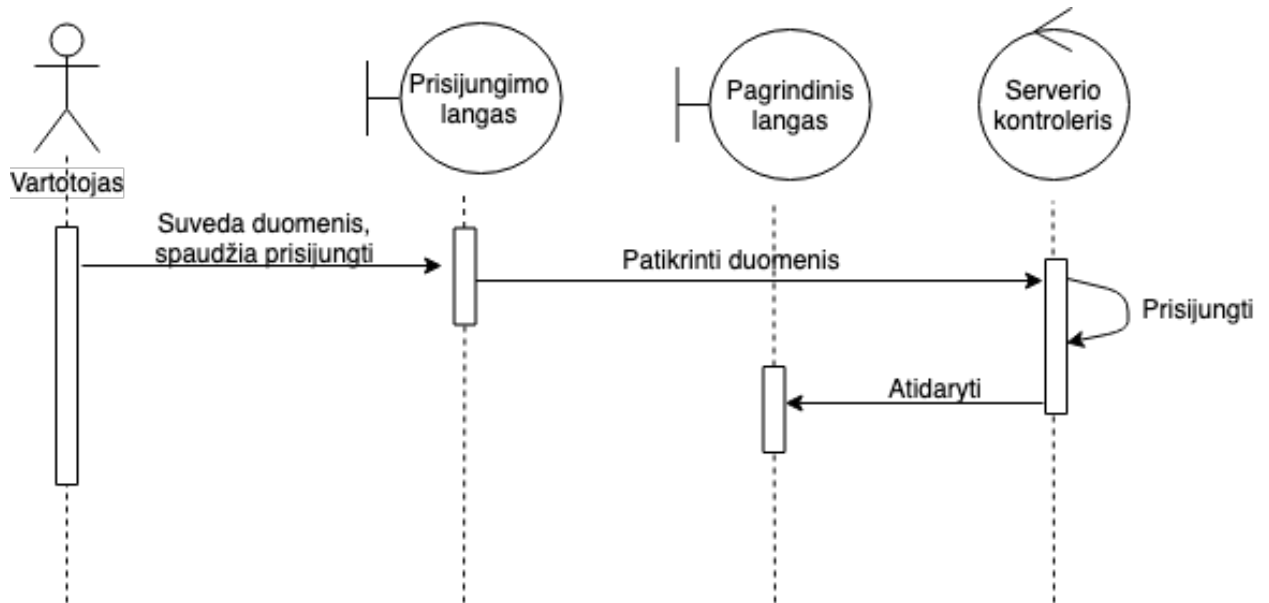 Prisijungimo
langas
Pagrindinis
langas
Serverio
kontroleris
Vartotojas
Suveda duomenis,
spaudžia prisijungti
Patikrinti duomenis
Prisijungti
Atidaryti